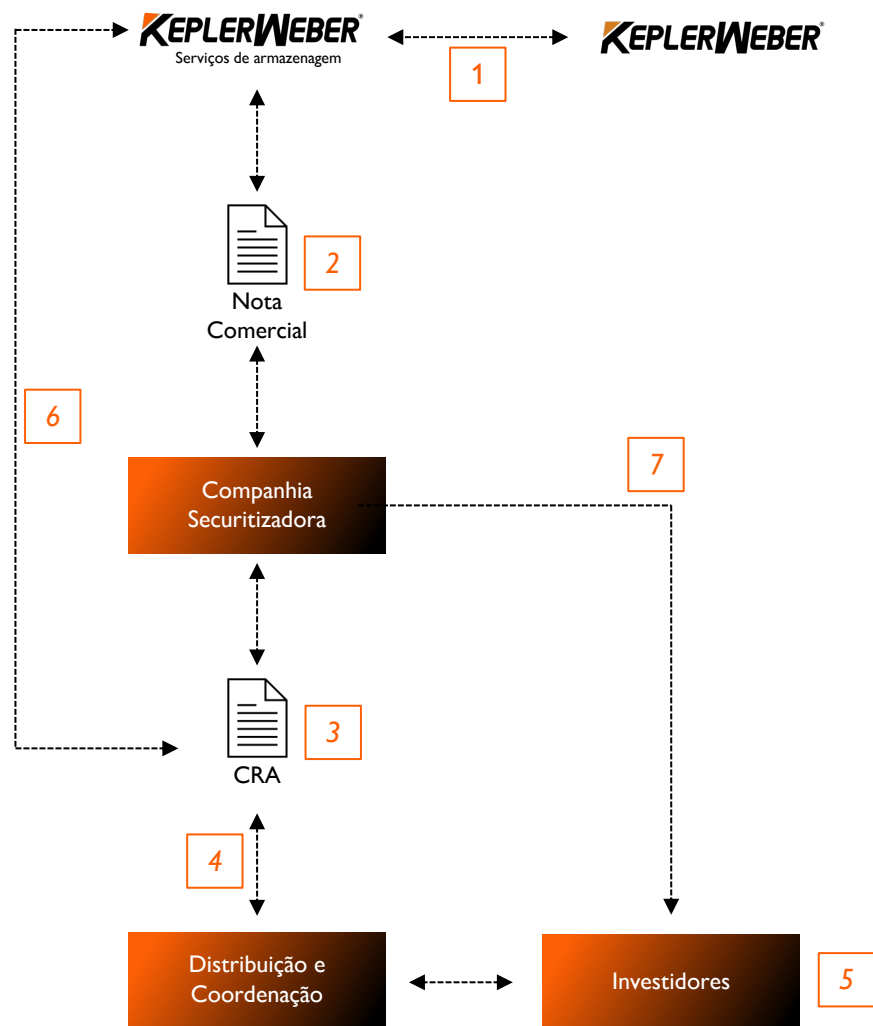 KEPLERWEBER®
Serviços de armazenagem
1
KEPLERWEBER®
2
Nota
Comercial
6
7
Companhia
Securitizadora
3
CRA
4
Distribuição e
Coordenação
Investidores
5